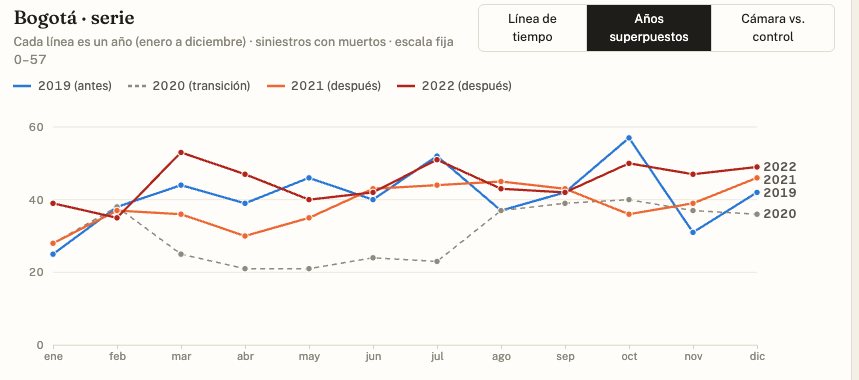 Bogotá · serie
Cada línea es un año (enero a diciembre) · siniestros con muertos · escala fija
0–57
Línea de
tiempo
Años
superpuestos
Cámara vs.
control
2019 (antes)
2020 (transición)
2021 (después)
2022 (después)
60
40
20
0
2022
2021
2019
2020
ene
feb
mar
abr
may
jun
jul
ago
sep
oct
nov
dic